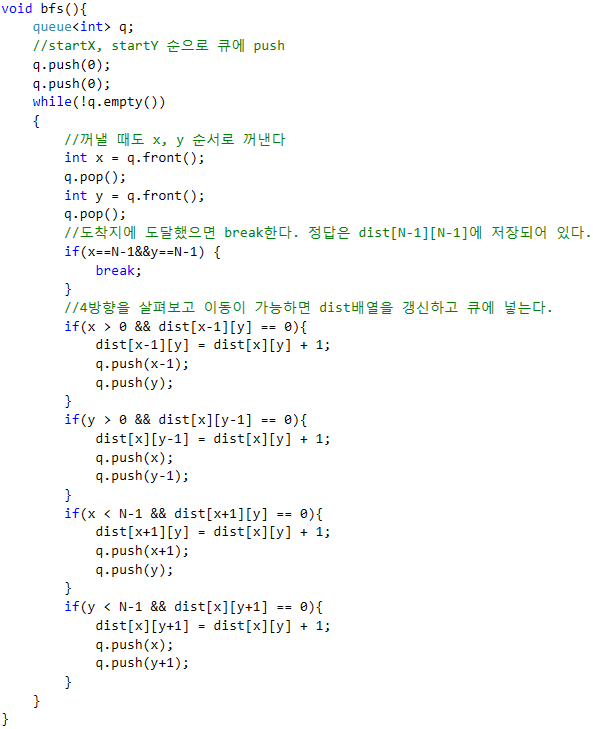 void bfs(){
    queue<int> q;
    //startX, startY 순으로 큐에 push
    q.push(0);
    q.push(0);
    while(!q.empty())
    {
        //꺼낼 때도 x, y 순서로 꺼낸다
        int x = q.front();
        q.pop();
        int y = q.front();
        q.pop();
        //도착지에 도달했으면 break한다. 정답은 dist[N-1][N-1]에 저장되어 있다.
        if(x==N-1&&y==N-1) {
            break;
        }
        //4방향을 살펴보고 이동이 가능하면 dist배열을 갱신하고 큐에 넣는다.
        if(x > 0 && dist[x-1][y] == 0){
            dist[x-1][y] = dist[x][y] + 1;
            q.push(x-1);
            q.push(y);
        }
        if(y > 0 && dist[x][y-1] == 0){
            dist[x][y-1] = dist[x][y] + 1;
            q.push(x);
            q.push(y-1);
        }
        if(x < N-1 && dist[x+1][y] == 0){
            dist[x+1][y] = dist[x][y] + 1;
            q.push(x+1);
            q.push(y);
        }
        if(y < N-1 && dist[x][y+1] == 0){
            dist[x][y+1] = dist[x][y] + 1;
            q.push(x);
            q.push(y+1);
        }
    }
}